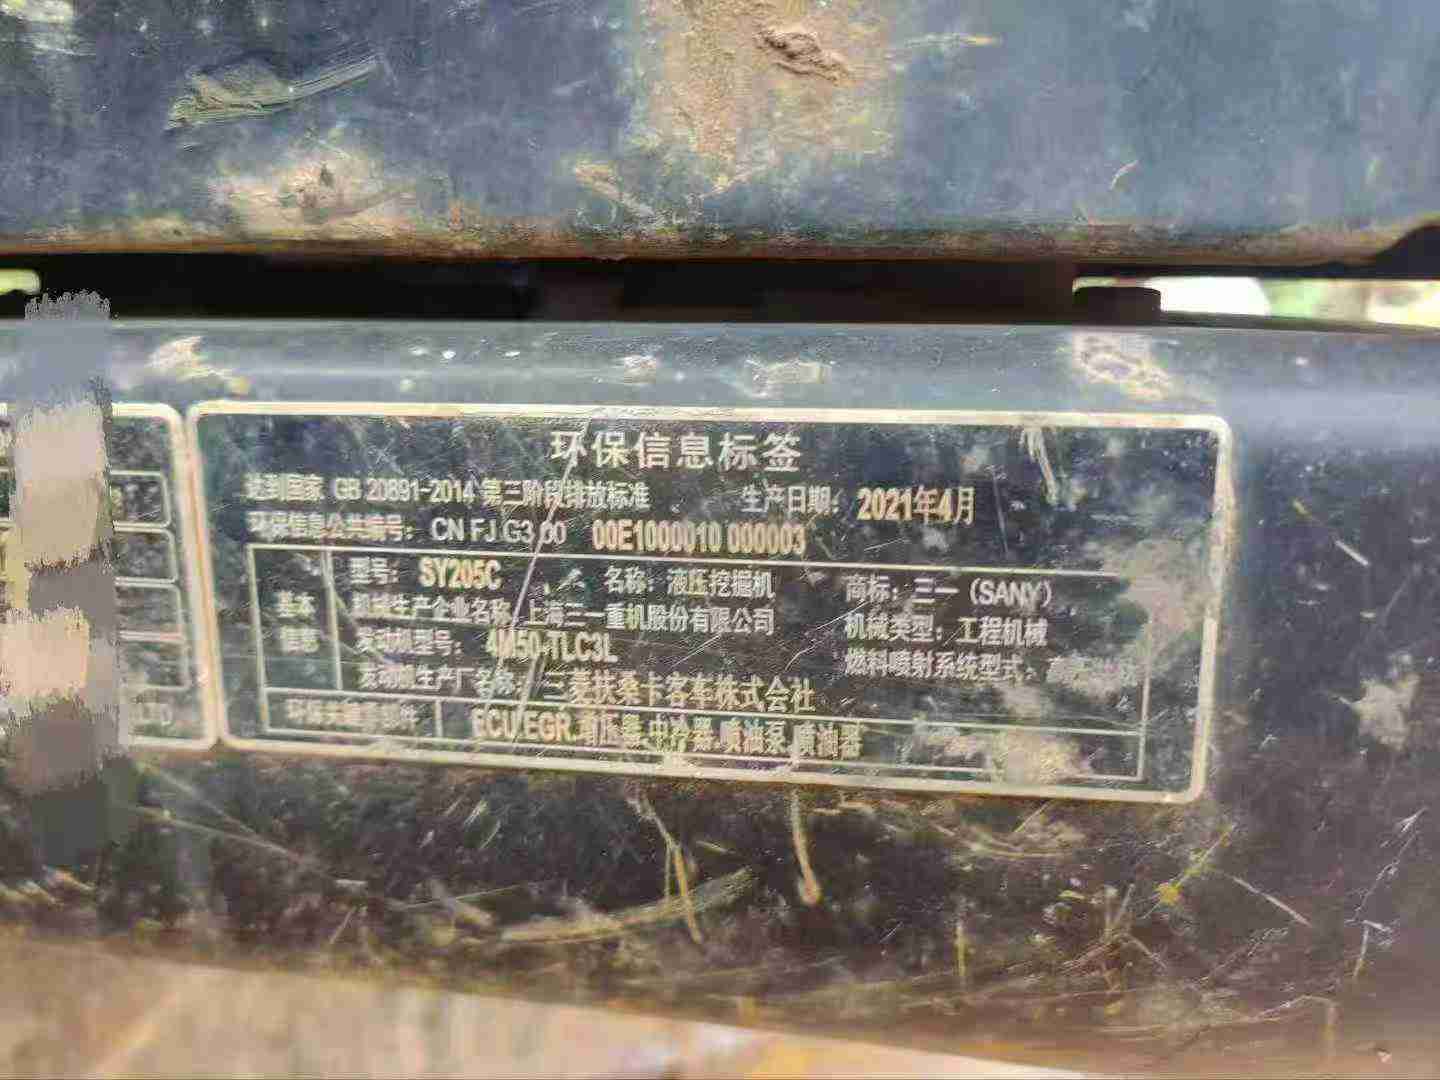 环保信息标签
达到国家 GB 20891-2014 第三阶段排放标准 生产日期: 2021年4月
环保信息公共编号: CN FJ G3 00 00E1000010 000003
型号: SY205C 名称: 液压挖掘机 商标: 三一 (SANY)
基本信息
机械生产企业名称: 上海三一重机股份有限公司 机械类型: 工程机械
发动机型号: 4M50-TLC3L 燃料喷射系统型式: 高
发动机生产厂名称: 三菱扶桑卡客车株式会社
环保关键零部件 ECU.EGR.增压器.中冷器.喷油泵.喷油器
LTD